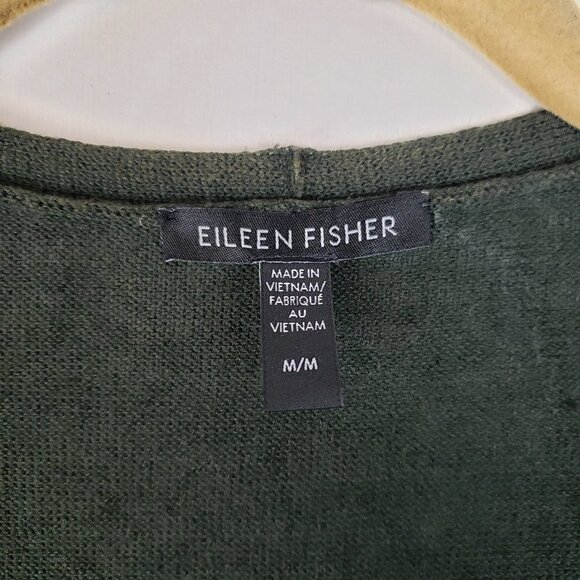 EILEEN FISHER
MADE IN
VIETNAM/
FABRIQUÉ
AU
VIETNAM
M/M